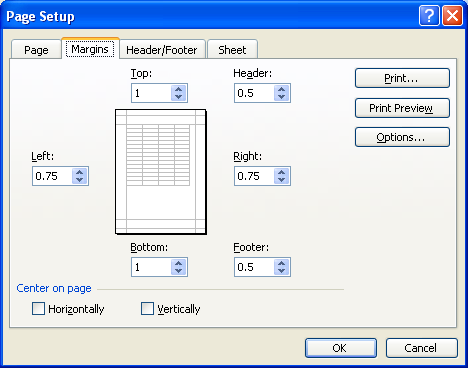 Page Setup
Page Margins Header/Footer Sheet
Top: Header:
1 0.5 Print...
Print Preview
Options...
Left: Right:
0.75 0.75
Bottom: Footer:
1 0.5
Center on page
Horizontally Vertically
OK Cancel